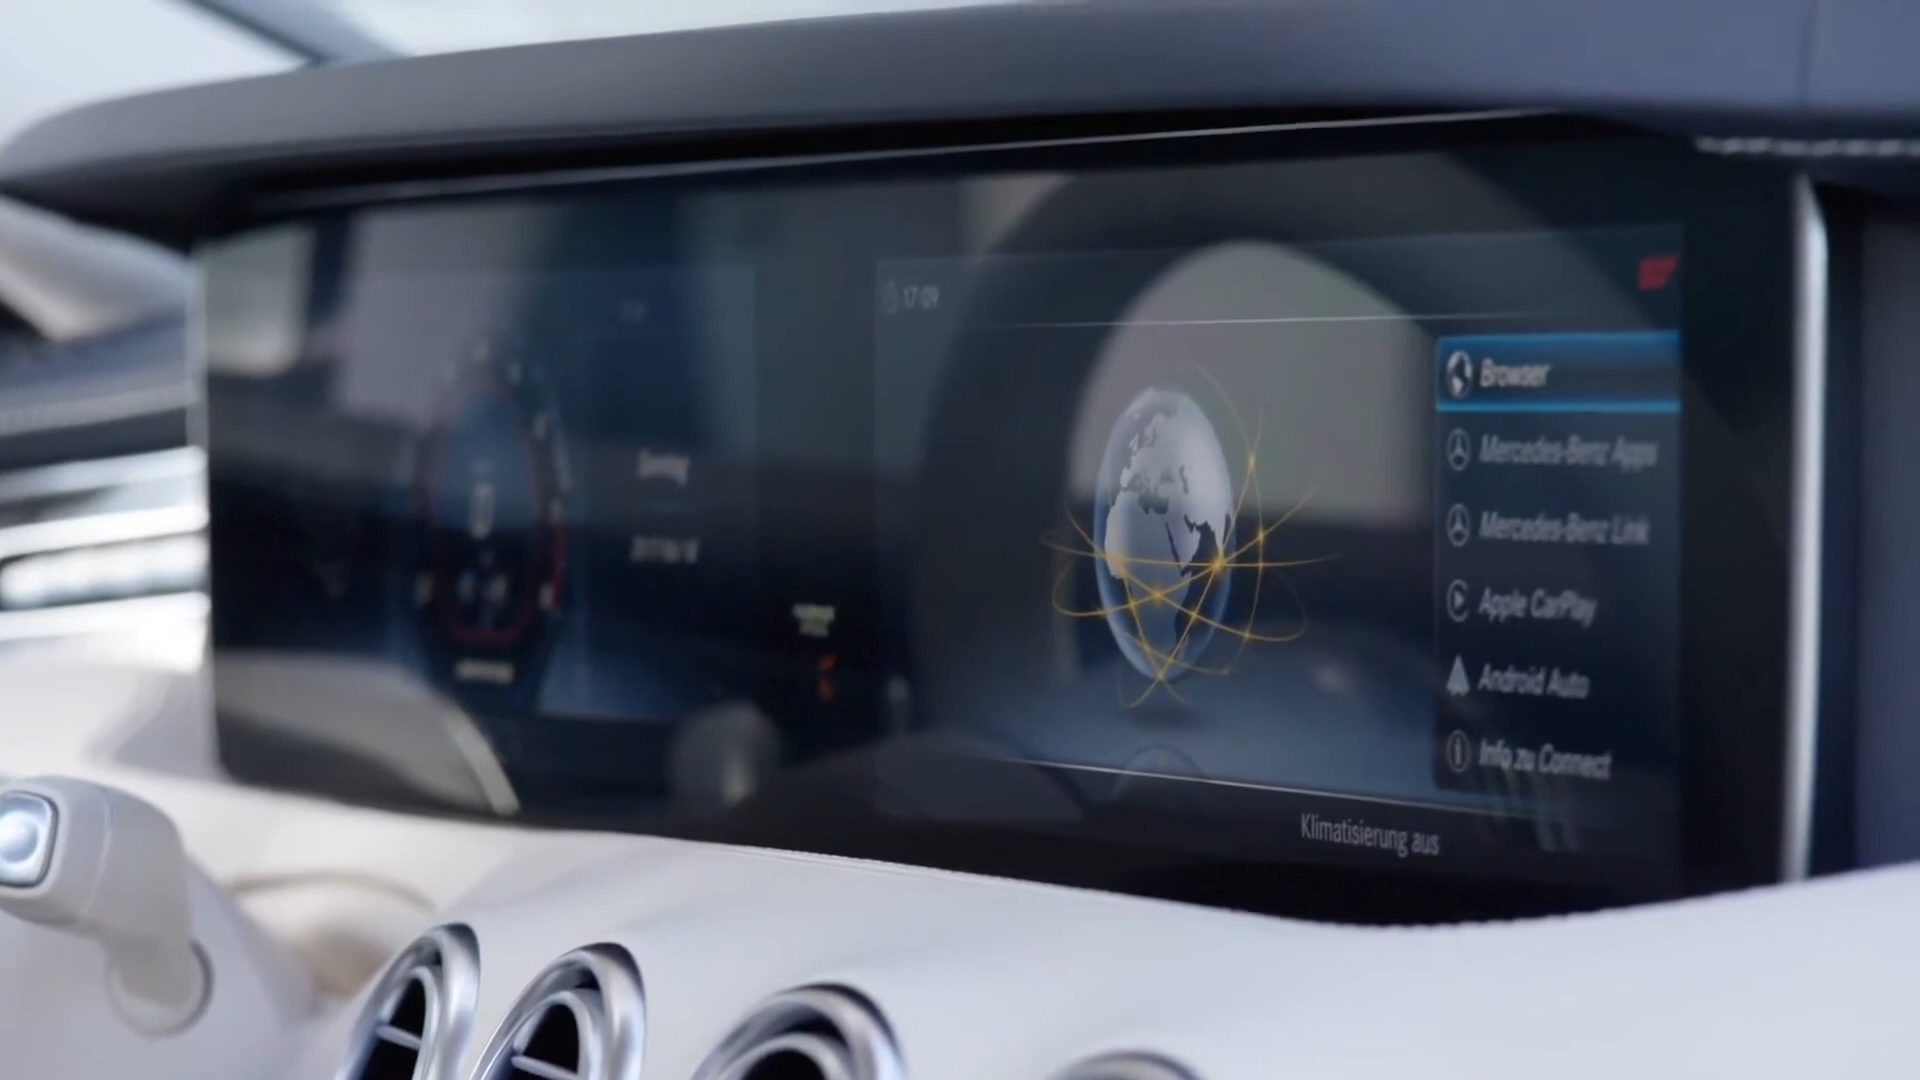 17:09
Browser
Mercedes-Benz Apps
Mercedes-Benz Link
Apple CarPlay
Android Auto
Info zu Connect
Klimatisierung aus